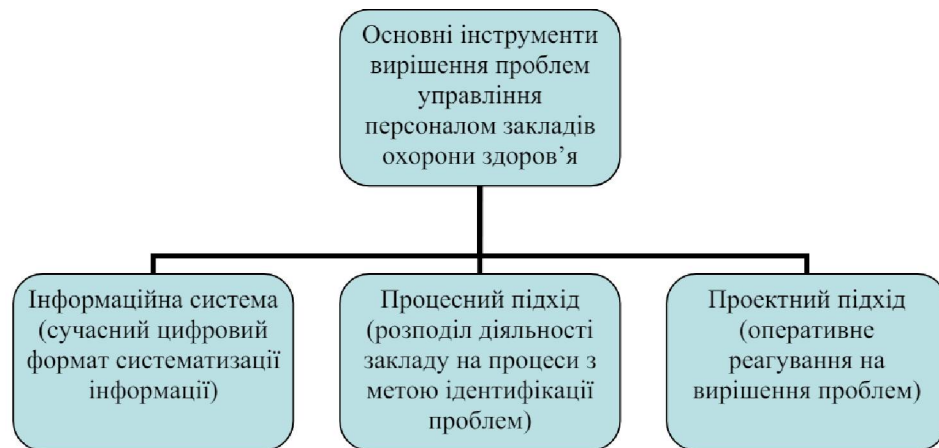 Основні інструменти
вирішення проблем
управління
персоналом закладів
охорони здоров’я
Інформаційна система
(сучасний цифровий
формат систематизації
інформації)
Процесний підхід
(розподіл діяльності
закладу на процеси з
метою ідентифікації
проблем)
Проектний підхід
(оперативне
реагування на
вирішення проблем)